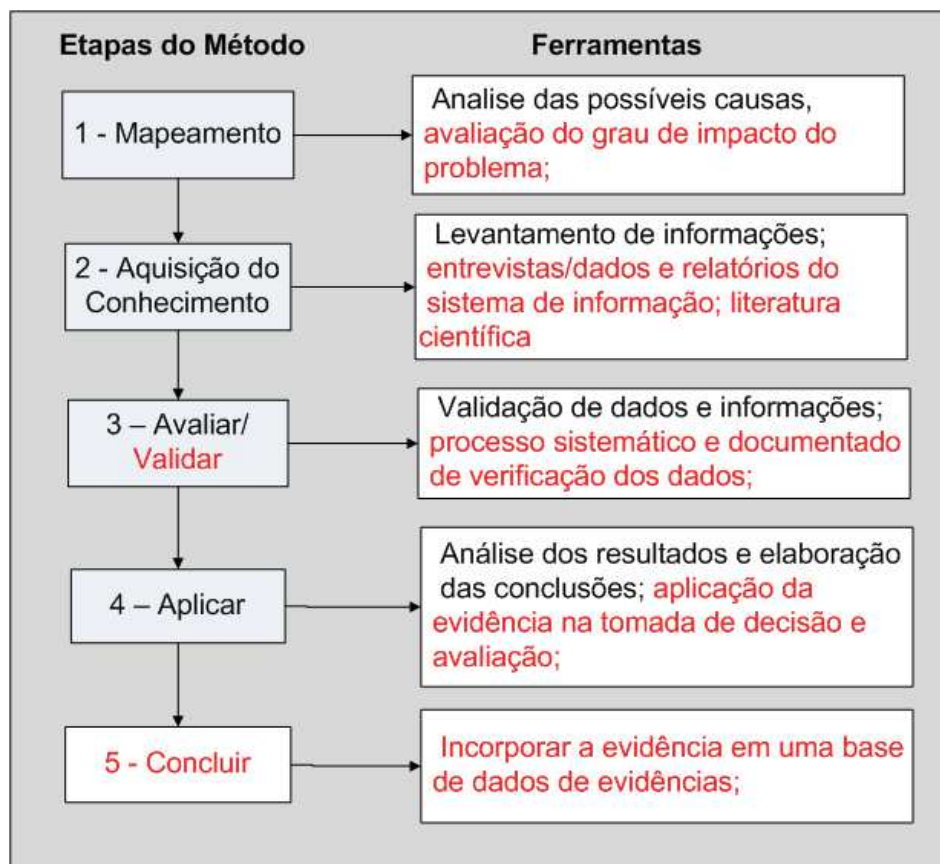 Etapas do Método
Ferramentas
1 - Mapeamento
Analise das possíveis causas,
avaliação do grau de impacto do
problema;
2 - Aquisição do
Conhecimento
Levantamento de informações;
entrevistas/dados e relatórios do
sistema de informação; literatura
científica
3 – Avaliar/
Validar
Validação de dados e informações;
processo sistemático e documentado
de verificação dos dados;
4 – Aplicar
Análise dos resultados e elaboração
das conclusões; aplicação da
evidência na tomada de decisão e
avaliação;
5 - Concluir
Incorporar a evidência em uma base
de dados de evidências;